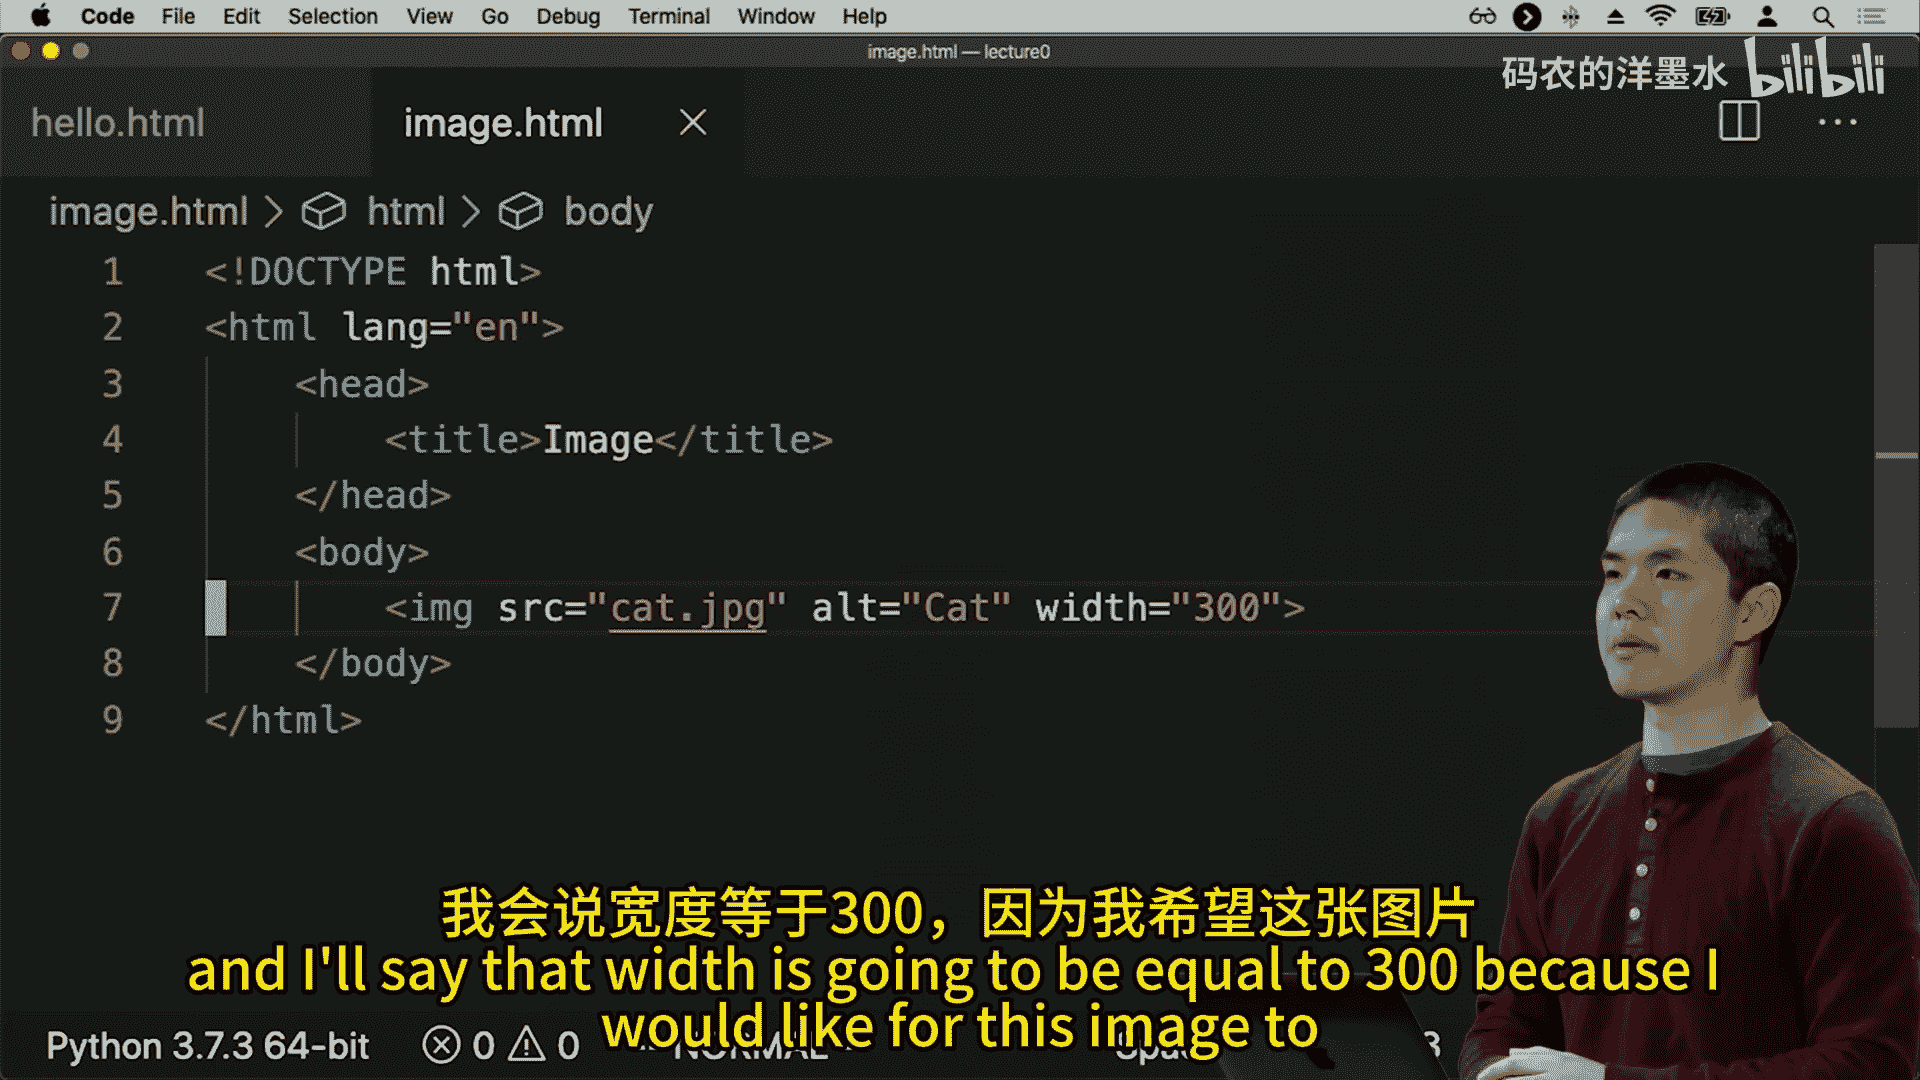 Code File Edit Selection View Go Debug Terminal Window Help
image.html — lecture0
码农的洋墨水 bilibili
hello.html image.html
image.html > html > body
1 <!DOCTYPE html>
2 <html lang="en">
3 <head>
4 <title>Image</title>
5 </head>
6 <body>
7 <img src="cat.jpg" alt="Cat" width="300">
8 </body>
9 </html>
我会说宽度等于300，因为我希望这张图片
and I'll say that width is going to be equal to 300 because I
would like for this image to
Python 3.7.3 64-bit 0 0 -- NORMAL --